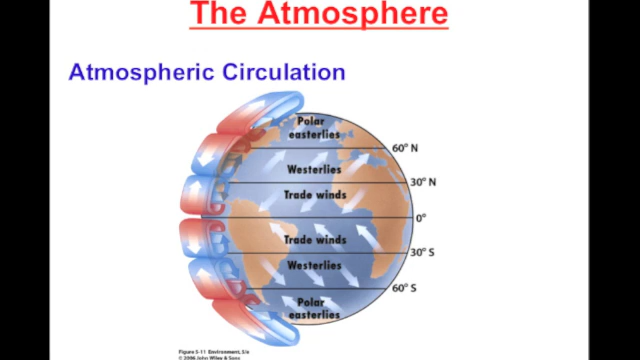 The Atmosphere
Atmospheric Circulation
Polar
easterlies
60° N
Westerlies
30° N
Trade winds
0°
Trade winds
30° S
Westerlies
60° S
Polar
easterlies
Figure 5-11 Environment, 5/e
© 2006 John Wiley & Sons